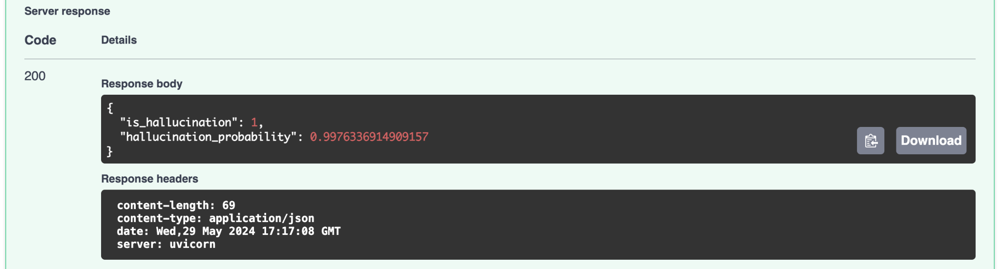 Server response
Code Details
200
Response body
{
"is_hallucination": 1,
"hallucination_probability": 0.9976336914909157
}
Download
Response headers
content-length: 69
content-type: application/json
date: Wed,29 May 2024 17:17:08 GMT
server: uvicorn